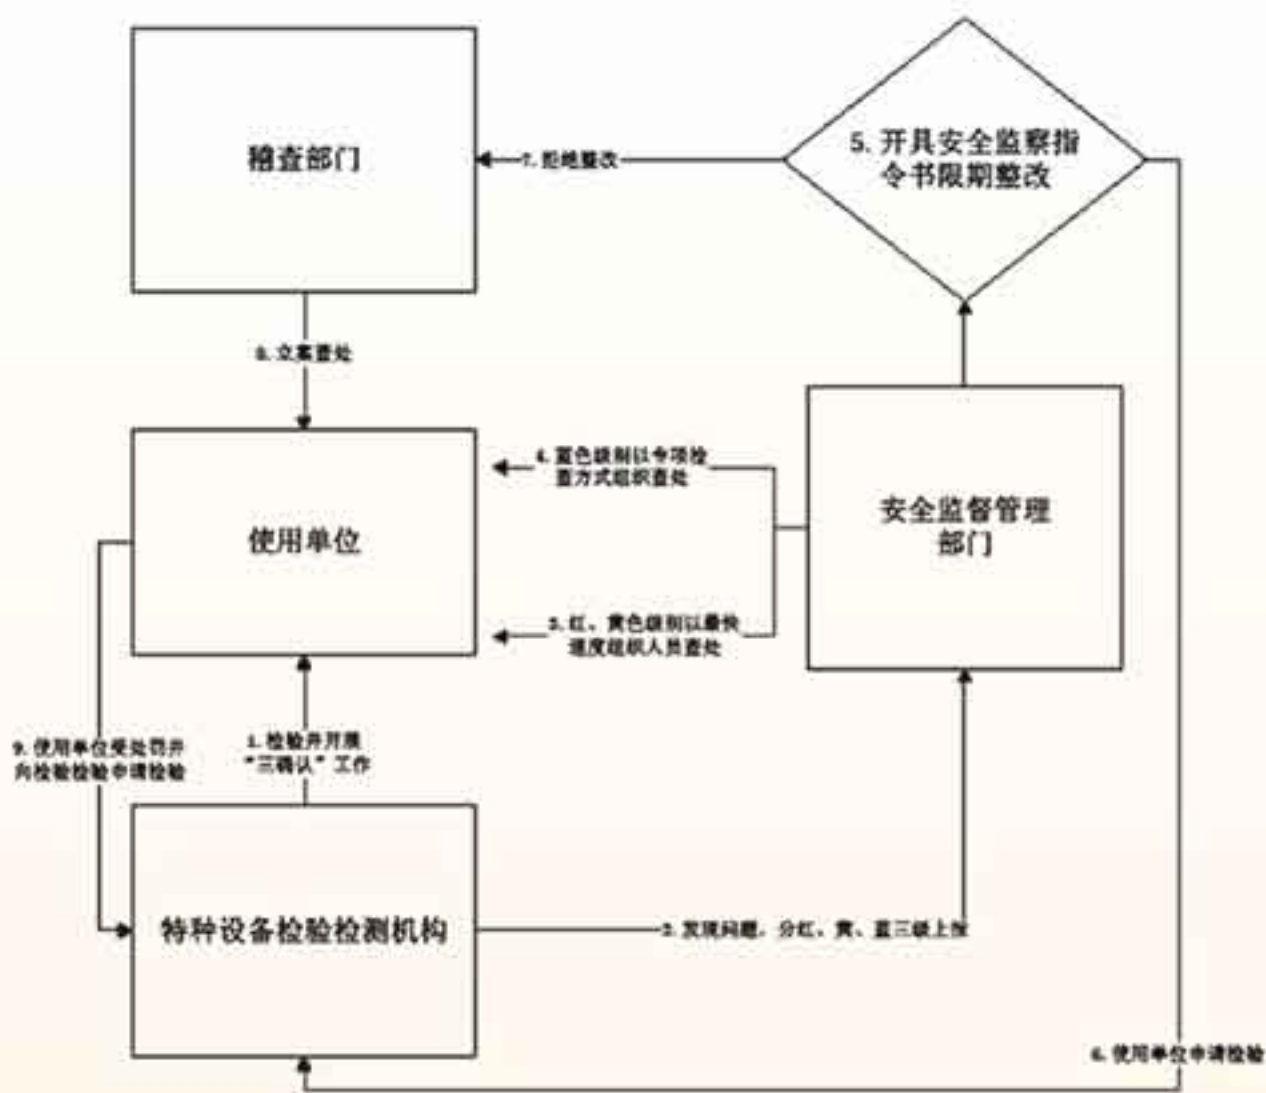 稽查部门
7. 拒绝整改
5. 开具安全监察指
令书限期整改
8. 立案查处
使用单位
4. 蓝色级别以专项检
查方式组织查处
3. 红、黄色级别以最快
速度组织人员查处
安全监督管理
部门
9. 使用单位受处罚并
向检验检验申请检验
1. 检验并开展
“三确认”工作
特种设备检验检测机构
2. 发现问题，分红、黄、蓝三级上报
6. 使用单位申请检验